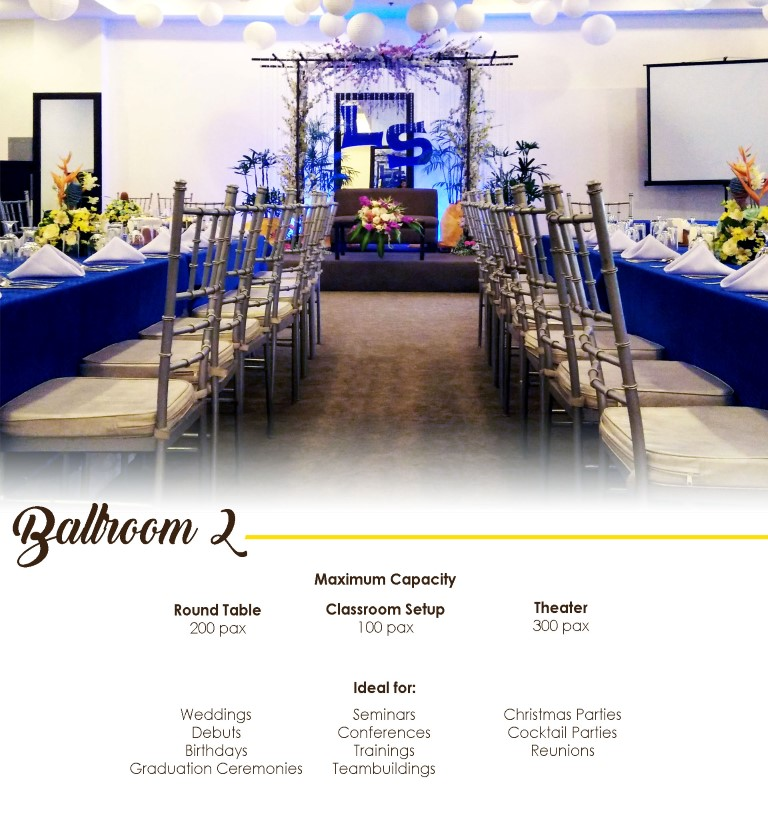 LS
Ballroom 2
Maximum Capacity
Round Table
200 pax
Classroom Setup
100 pax
Theater
300 pax
Ideal for:
Weddings
Debuts
Birthdays
Graduation Ceremonies
Seminars
Conferences
Trainings
Teambuildings
Christmas Parties
Cocktail Parties
Reunions